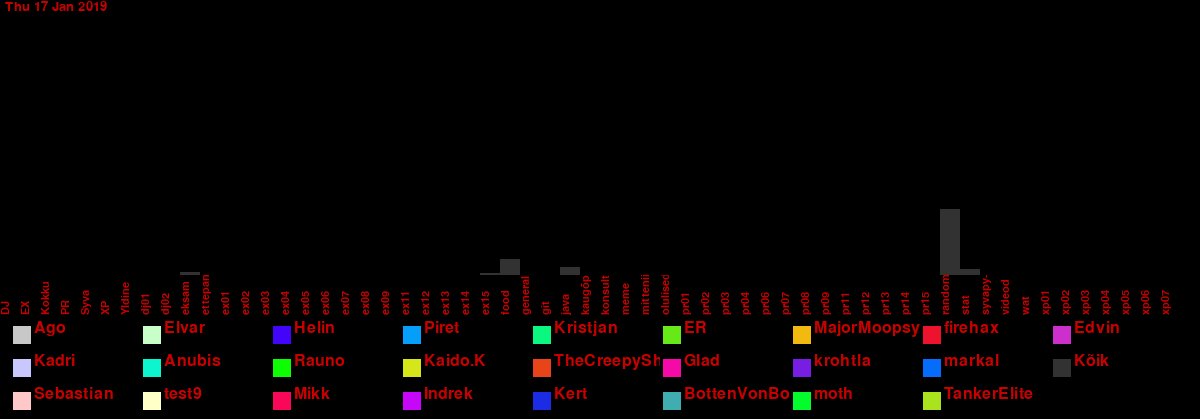 Thu 17 Jan 2019
DJ EX Kokku PR Syva XP Yldine dj01 dj02 eksam ettepan ex01 ex02 ex03 ex04 ex05 ex06 ex07 ex08 ex09 ex11 ex12 ex13 ex14 ex15 food general git java kaugõp konsult meme mittenii olulised pr01 pr02 pr03 pr04 pr06 pr07 pr08 pr09 pr11 pr12 pr13 pr14 pr15 random stat syvapy- videod wat xp01 xp02 xp03 xp04 xp05 xp06 xp07
Ago Elvar Helin Piret Kristjan ER MajorMoopsy firehax Edvin
Kadri Anubis Rauno Kaido.K TheCreepySh Glad krohtla markal Kõik
Sebastian test9 Mikk Indrek Kert BottenVonBo moth TankerElite